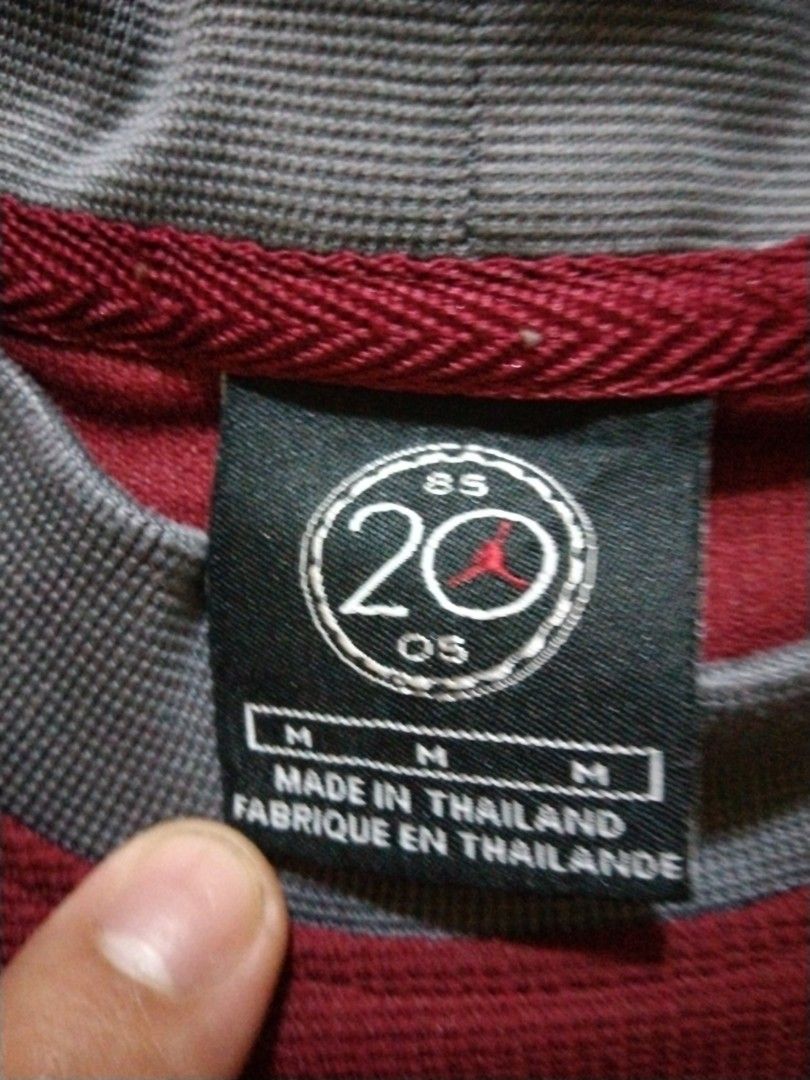 85
20
05
M M M
MADE IN THAILAND
FABRIQUE EN THAILANDE